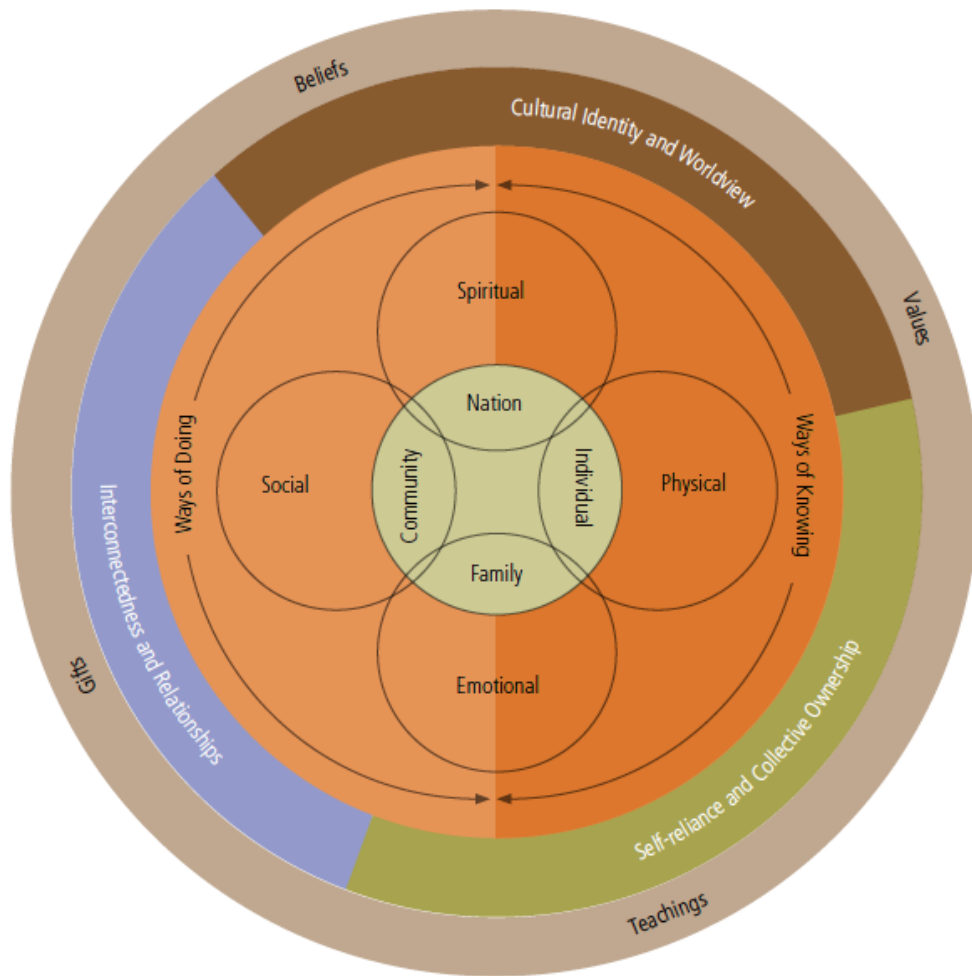 Beliefs
Cultural Identity and Worldview
Values
Spiritual
Nation
Ways of Doing
Social
Community
Individual
Physical
Ways of Knowing
Family
Interconnectedness and Relationships
Emotional
Gifts
Self-reliance and Collective Ownership
Teachings